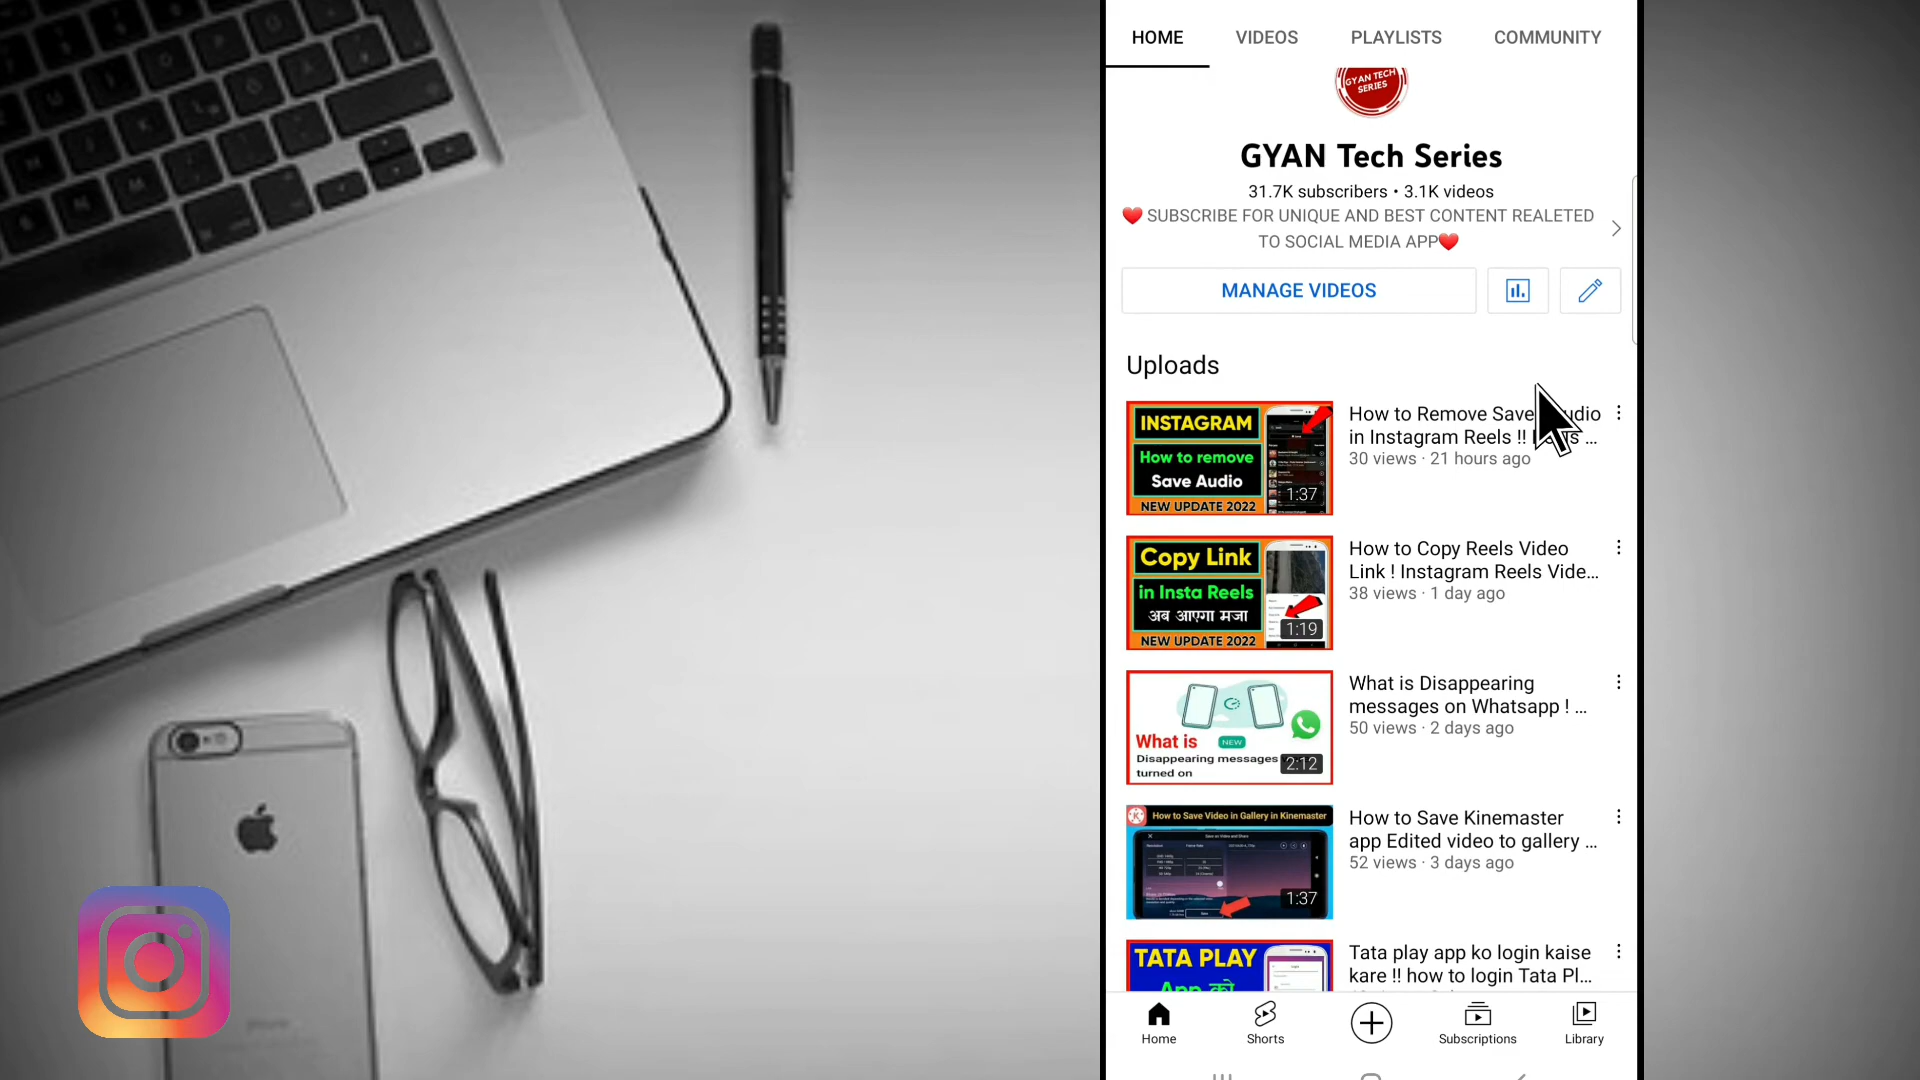 HOME VIDEOS PLAYLISTS COMMUNITY
GYAN TECH
SERIES
GYAN Tech Series
31.7K subscribers • 3.1K videos
❤️ SUBSCRIBE FOR UNIQUE AND BEST CONTENT REALETED
TO SOCIAL MEDIA APP❤️
MANAGE VIDEOS
Uploads
INSTAGRAM
How to remove
Save Audio
NEW UPDATE 2022
1:37
How to Remove Save
in Instagram Reels !!
30 views · 21 hours ago
Copy Link
in Insta Reels
अब आएगा मजा
NEW UPDATE 2022
1:19
How to Copy Reels Video
Link ! Instagram Reels Vide...
38 views · 1 day ago
What is NEW
Disappearing messages
turned on
2:12
What is Disappearing
messages on Whatsapp ! ...
50 views · 2 days ago
How to Save Video in Gallery in Kinemaster
1:37
How to Save Kinemaster
app Edited video to gallery ...
52 views · 3 days ago
TATA PLAY
App को
Tata play app ko login kaise
kare !! how to login Tata Pl...
Home Shorts Subscriptions Library